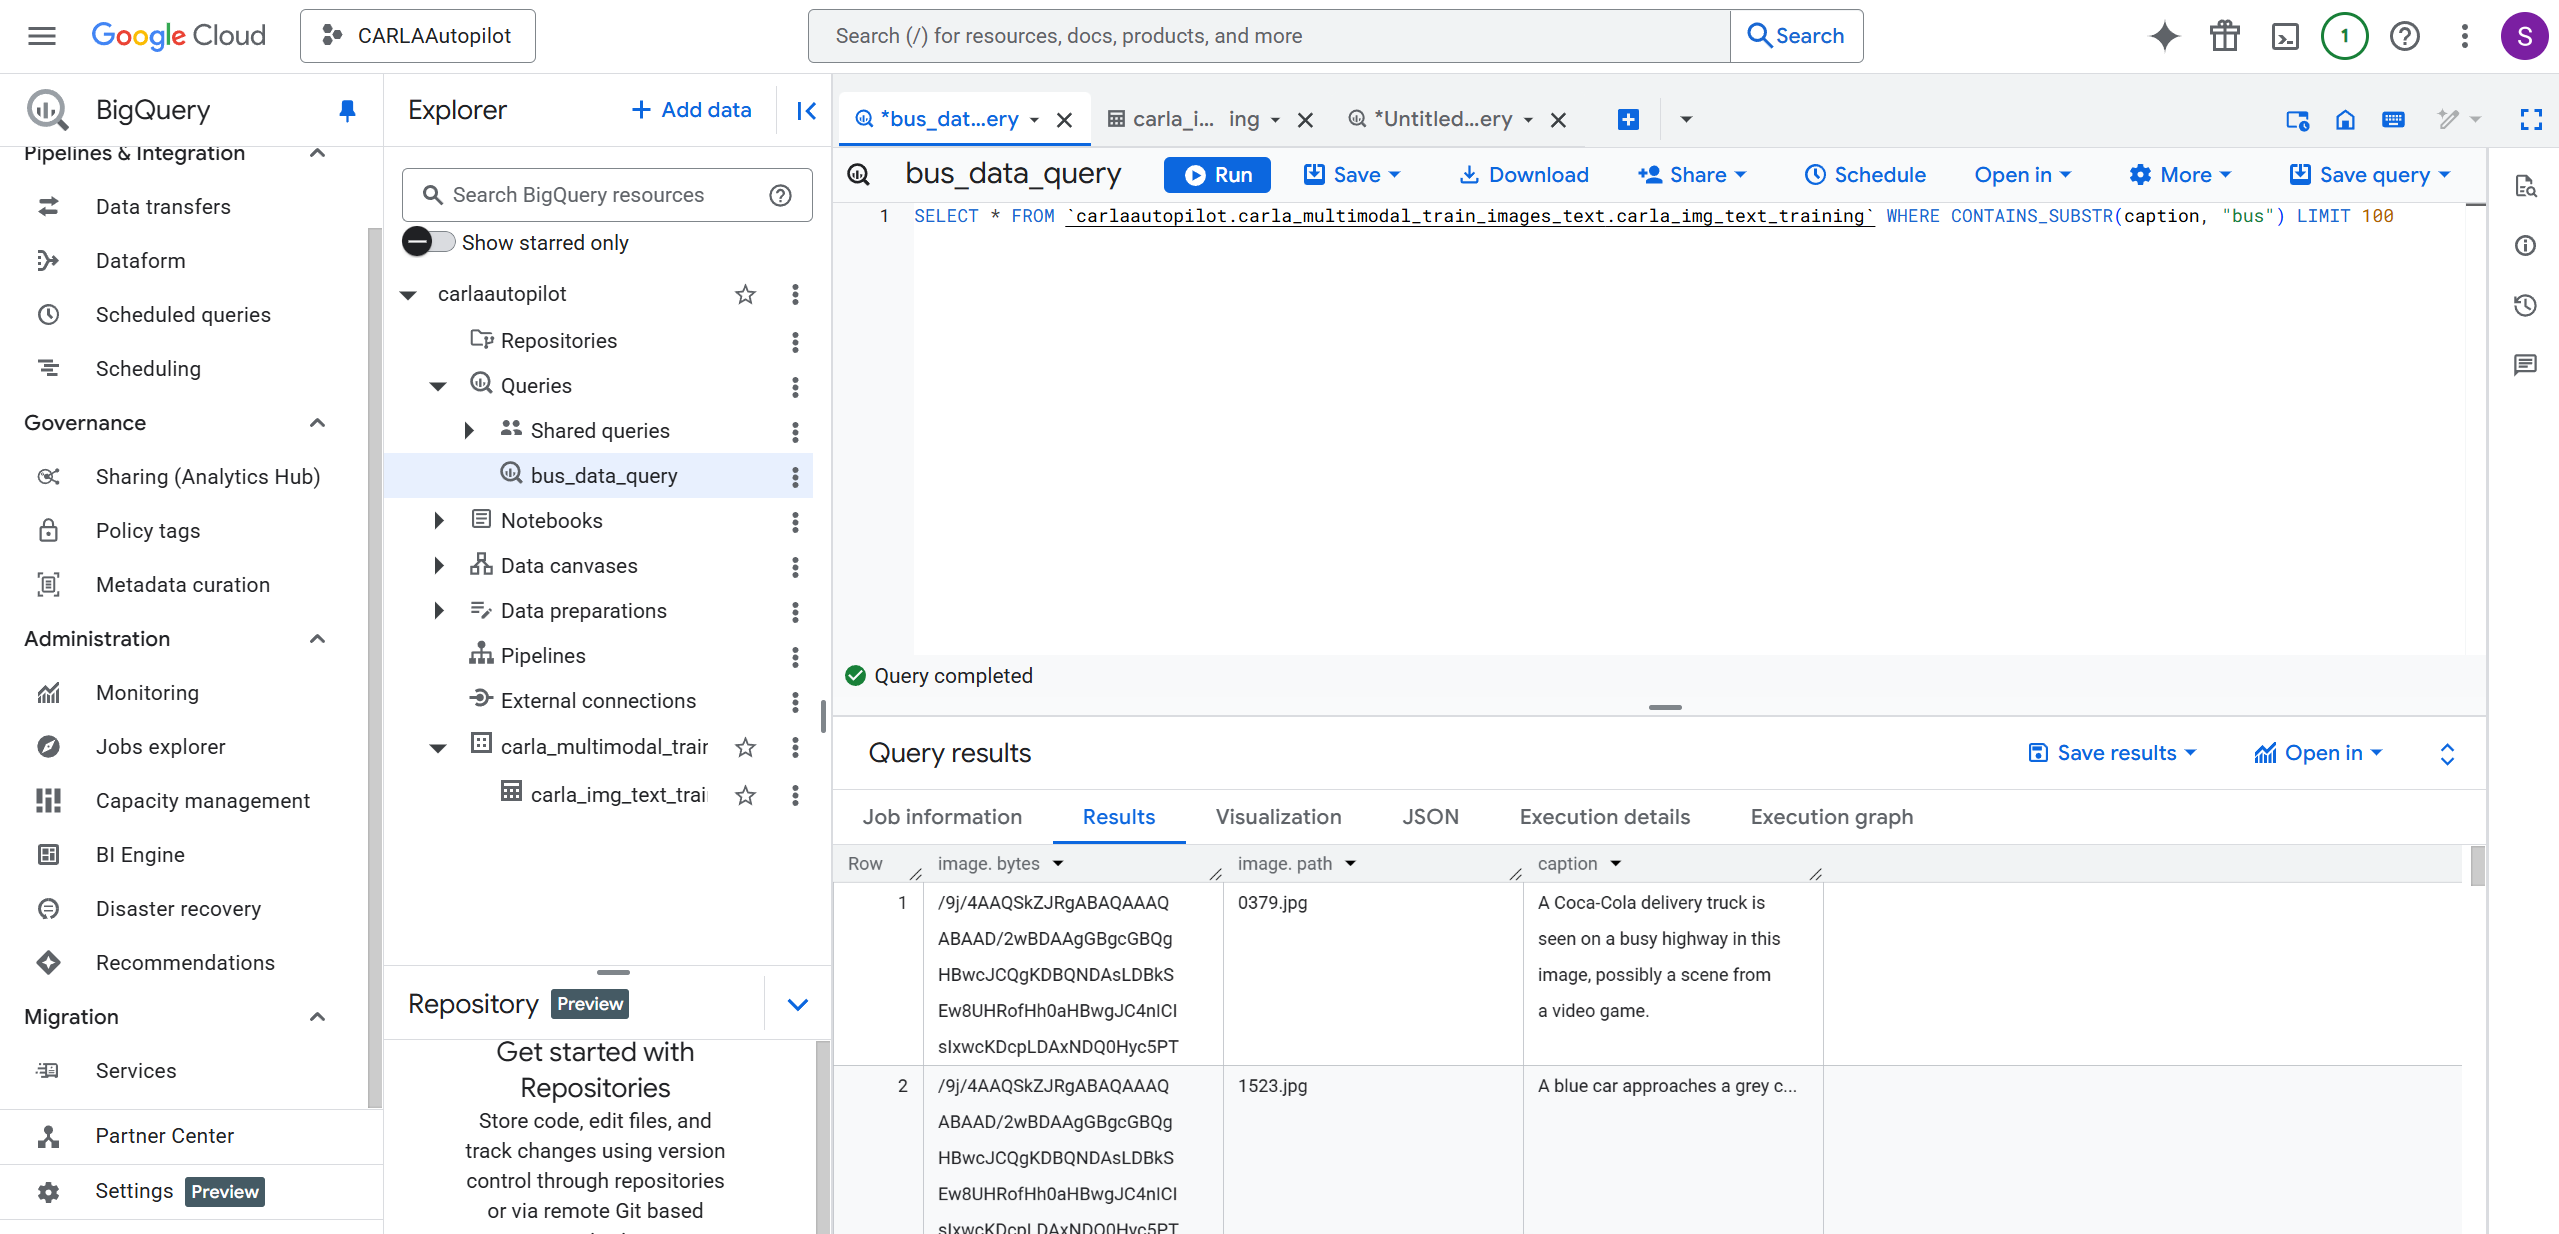 Google Cloud
CARLAAutopilot
Search (/) for resources, docs, products, and more
Search
1
S
BigQuery
Pipelines & Integration
Data transfers
Dataform
Scheduled queries
Scheduling
Governance
Sharing (Analytics Hub)
Policy tags
Metadata curation
Administration
Monitoring
Jobs explorer
Capacity management
BI Engine
Disaster recovery
Recommendations
Migration
Services
Partner Center
Settings Preview
Explorer
Add data
Search BigQuery resources
Show starred only
carlaautopilot
Repositories
Queries
Shared queries
bus_data_query
Notebooks
Data canvases
Data preparations
Pipelines
External connections
carla_multimodal_train
carla_img_text_trai
Repository Preview
Get started with
Repositories
Store code, edit files, and
track changes using version
control through repositories
or via remote Git based
*bus_dat...ery
carla_i... ing
*Untitled...ery
bus_data_query
Run
Save
Download
Share
Schedule
Open in
More
Save query
1 SELECT * FROM `carlaautopilot.carla_multimodal_train_images_text.carla_img_text_training` WHERE CONTAINS_SUBSTR(caption, "bus") LIMIT 100
Query completed
Query results
Save results
Open in
Job information
Results
Visualization
JSON
Execution details
Execution graph
Row
image. bytes
image. path
caption
1
/9j/4AAQSkZJRgABAQAAAQ
ABAAD/2wBDAAgGBgcGBQg
HBwcJCQgKDBQNDAsLDBkS
Ew8UHRofHh0aHBwgJC4nICI
sIxwcKDcpLDAxNDQ0Hyc5PT
0379.jpg
A Coca-Cola delivery truck is
seen on a busy highway in this
image, possibly a scene from
a video game.
2
/9j/4AAQSkZJRgABAQAAAQ
ABAAD/2wBDAAgGBgcGBQg
HBwcJCQgKDBQNDAsLDBkS
Ew8UHRofHh0aHBwgJC4nICI
sIxwcKDcpLDAxNDQ0Hyc5PT
1523.jpg
A blue car approaches a grey c...